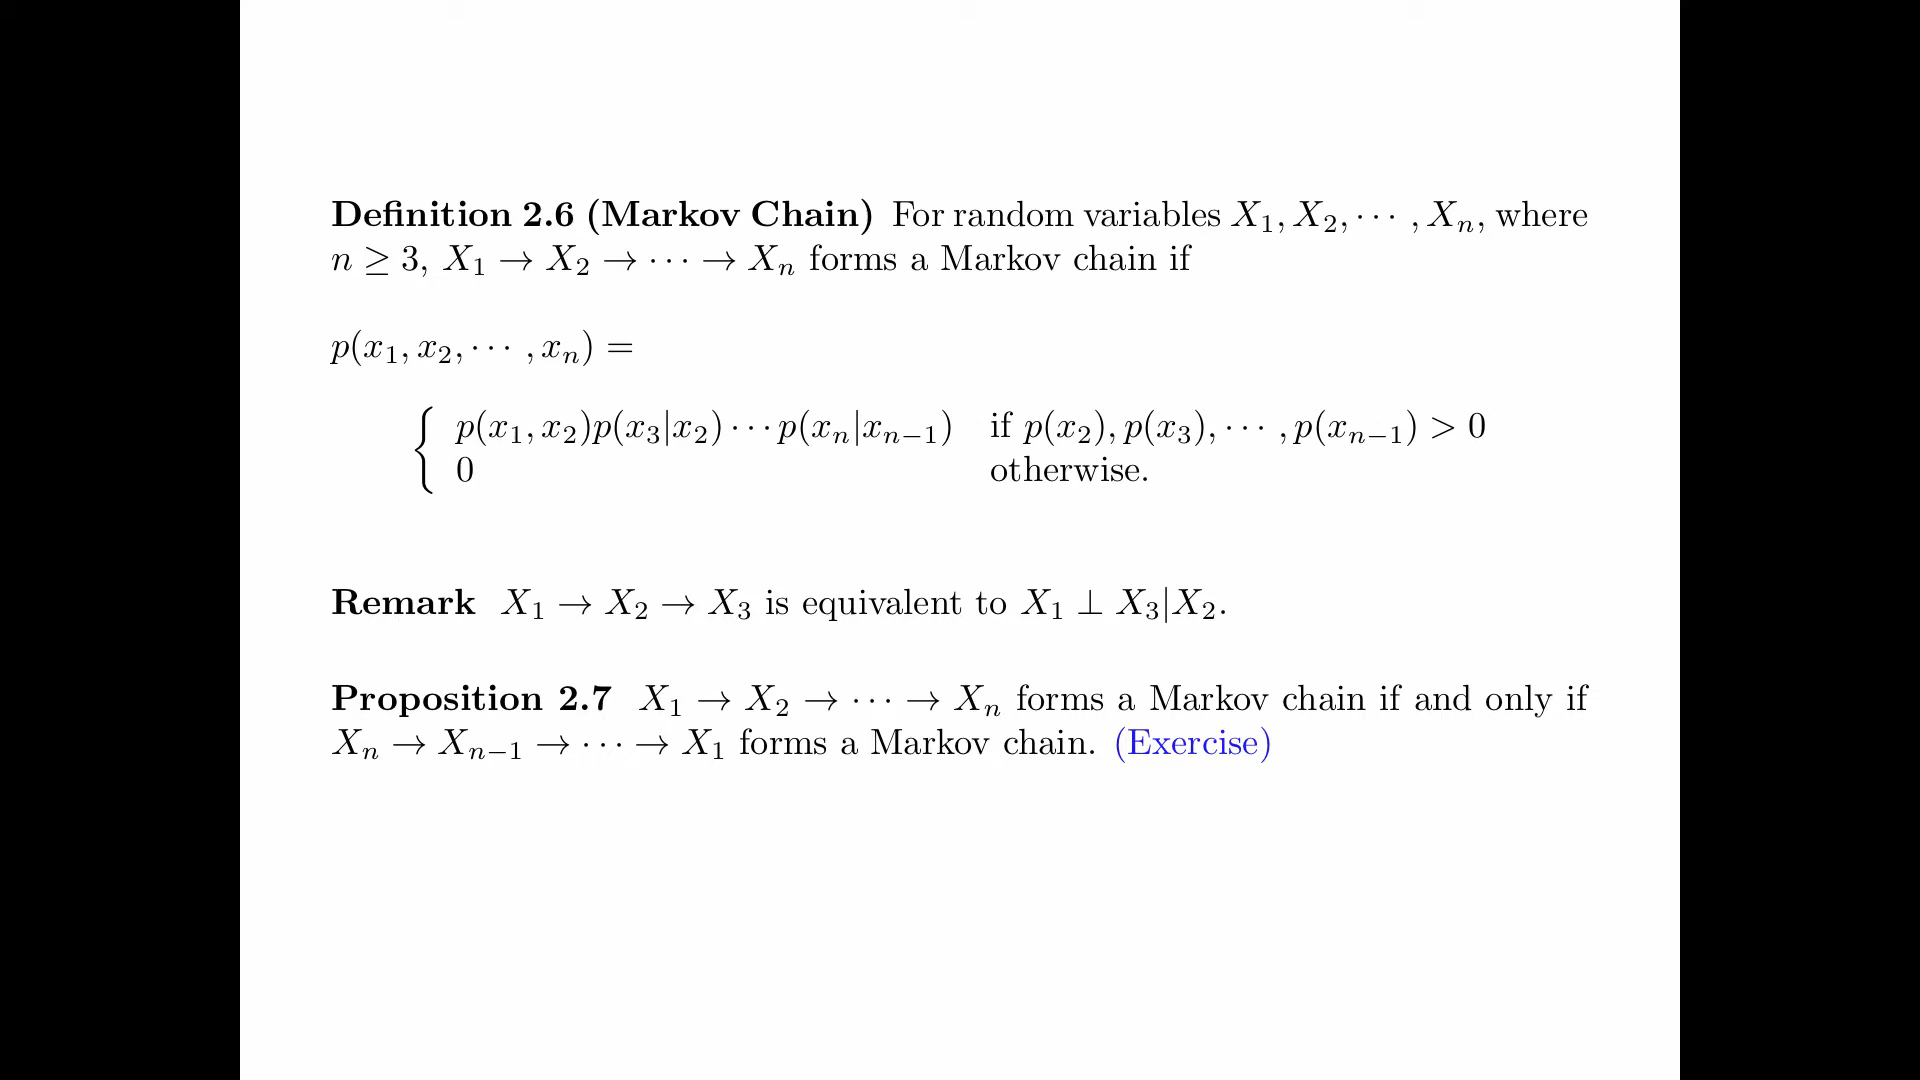 Definition 2.6 (Markov Chain) For random variables X₁, X₂, ⋯ , Xₙ, where
n ≥ 3, X₁ → X₂ → ⋯ → Xₙ forms a Markov chain if
p(x₁, x₂, ⋯ , xₙ) =
{ p(x₁, x₂)p(x₃|x₂) ⋯ p(xₙ|xₙ₋₁) if p(x₂), p(x₃), ⋯ , p(xₙ₋₁) > 0
0 otherwise.
Remark X₁ → X₂ → X₃ is equivalent to X₁ ⊥ X₃|X₂.
Proposition 2.7 X₁ → X₂ → ⋯ → Xₙ forms a Markov chain if and only if
Xₙ → Xₙ₋₁ → ⋯ → X₁ forms a Markov chain. (Exercise)